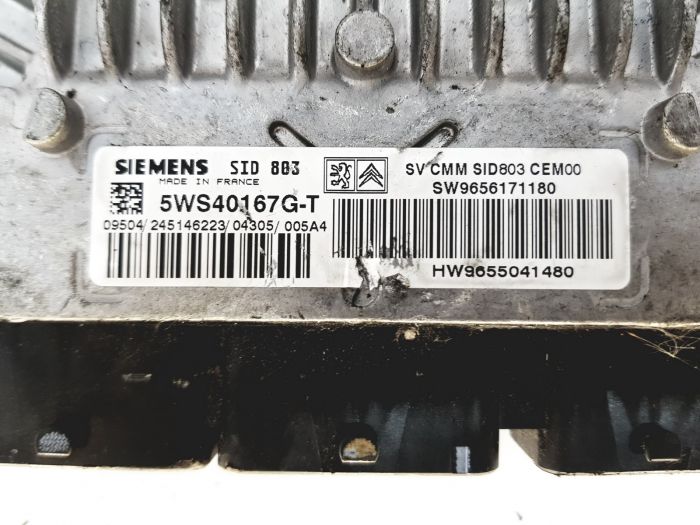 SIEMENS SID 803
MADE IN FRANCE
5WS40167G-T
09504/245146223/04305/005A4
SV CMM SID803 CEM00
SW9656171180
HW9655041480